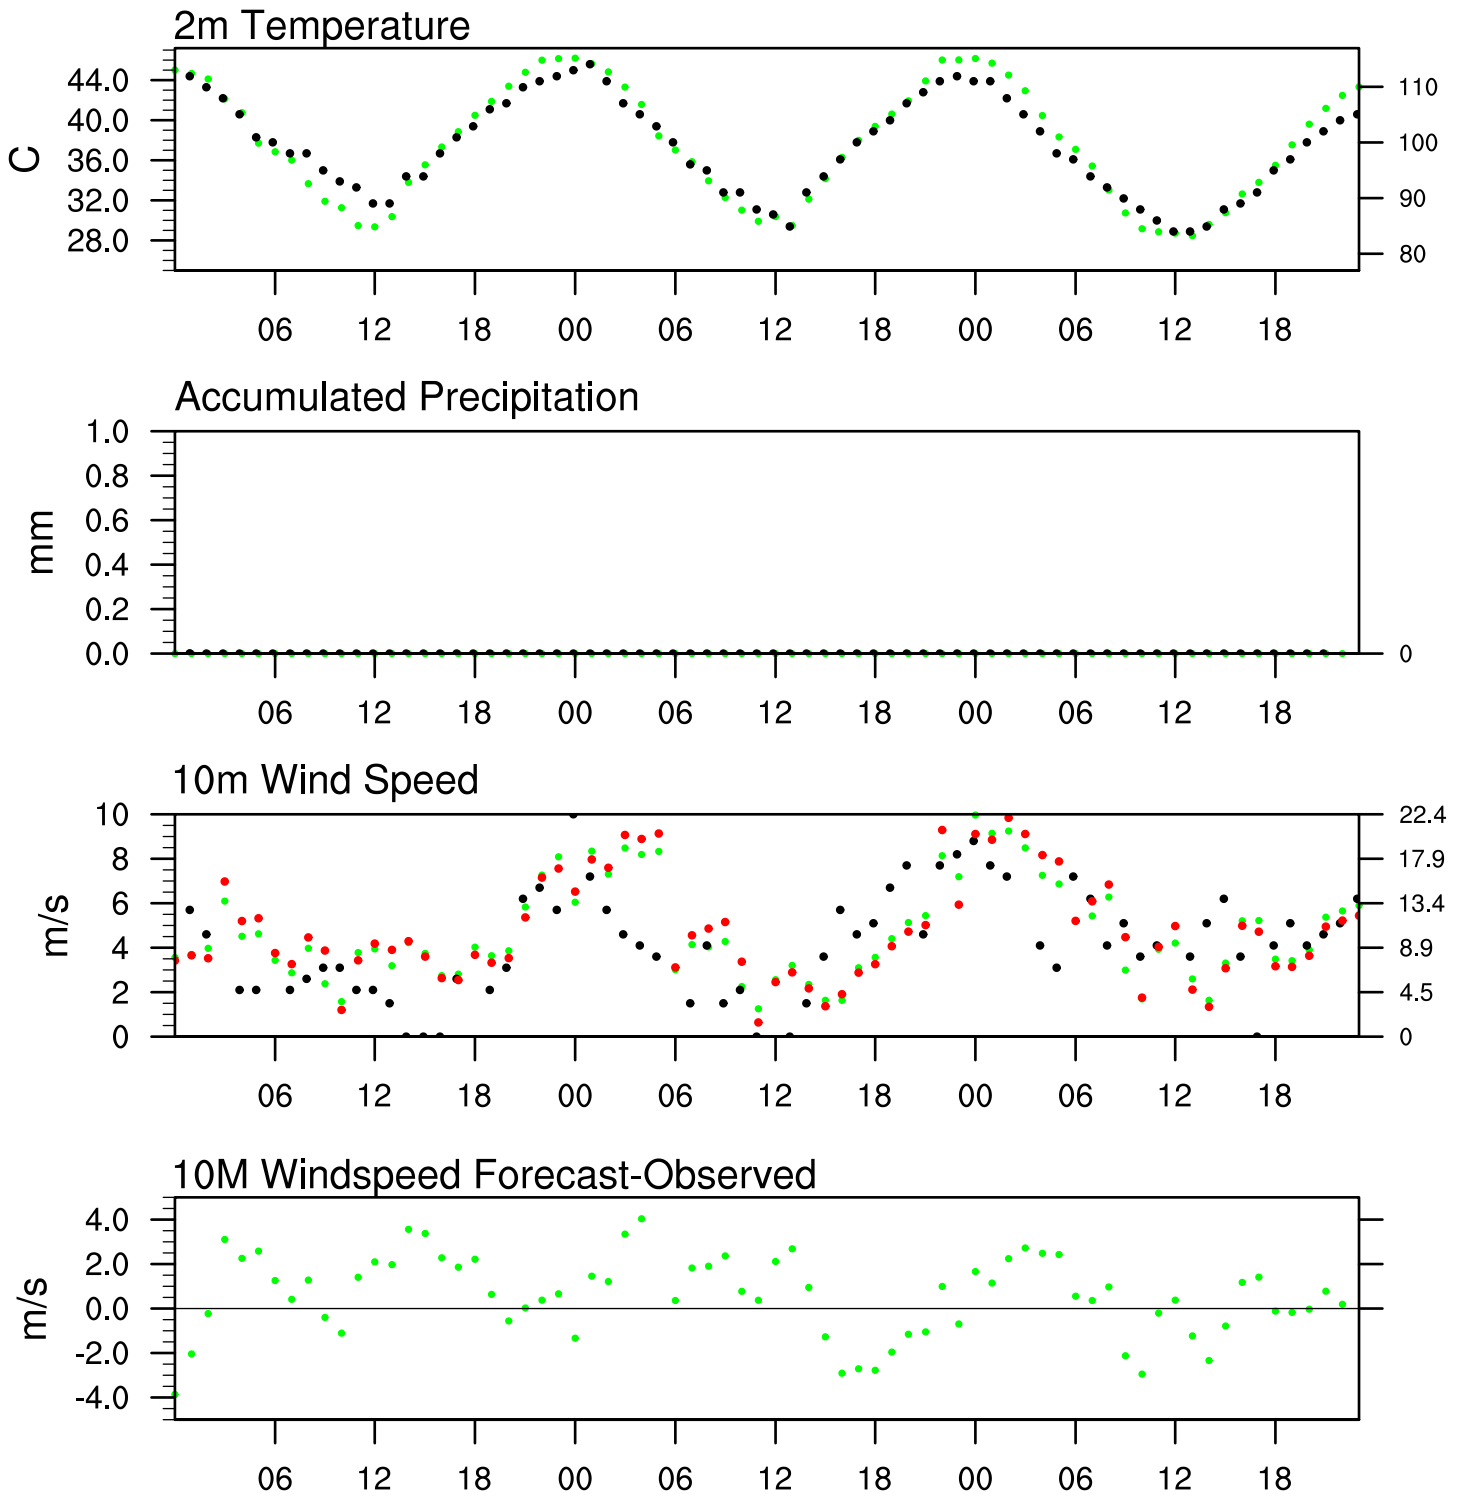 2m Temperature
44.0
40.0
36.0
32.0
28.0
C
110
100
90
80
06 12 18 00 06 12 18 00 06 12 18
Accumulated Precipitation
1.0
0.8
0.6
0.4
0.2
0.0
mm
0
06 12 18 00 06 12 18 00 06 12 18
10m Wind Speed
10
8
6
4
2
0
m/s
22.4
17.9
13.4
8.9
4.5
0
06 12 18 00 06 12 18 00 06 12 18
10M Windspeed Forecast-Observed
4.0
2.0
0.0
-2.0
-4.0
m/s
06 12 18 00 06 12 18 00 06 12 18